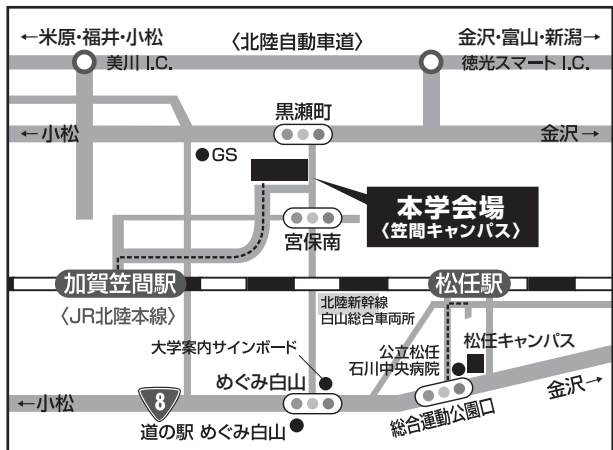 ←米原・福井・小松
〈北陸自動車道〉
金沢・富山・新潟→
美川 I.C.
徳光スマート I.C.
黒瀬町
←小松
金沢→
GS
本学会場
〈笠間キャンパス〉
宮保南
加賀笠間駅
松任駅
〈JR北陸本線〉
北陸新幹線
白山総合車両所
大学案内サインボード
松任キャンパス
公立松任
石川中央病院
めぐみ白山
←小松
8
金沢→
総合運動公園口
道の駅 めぐみ白山